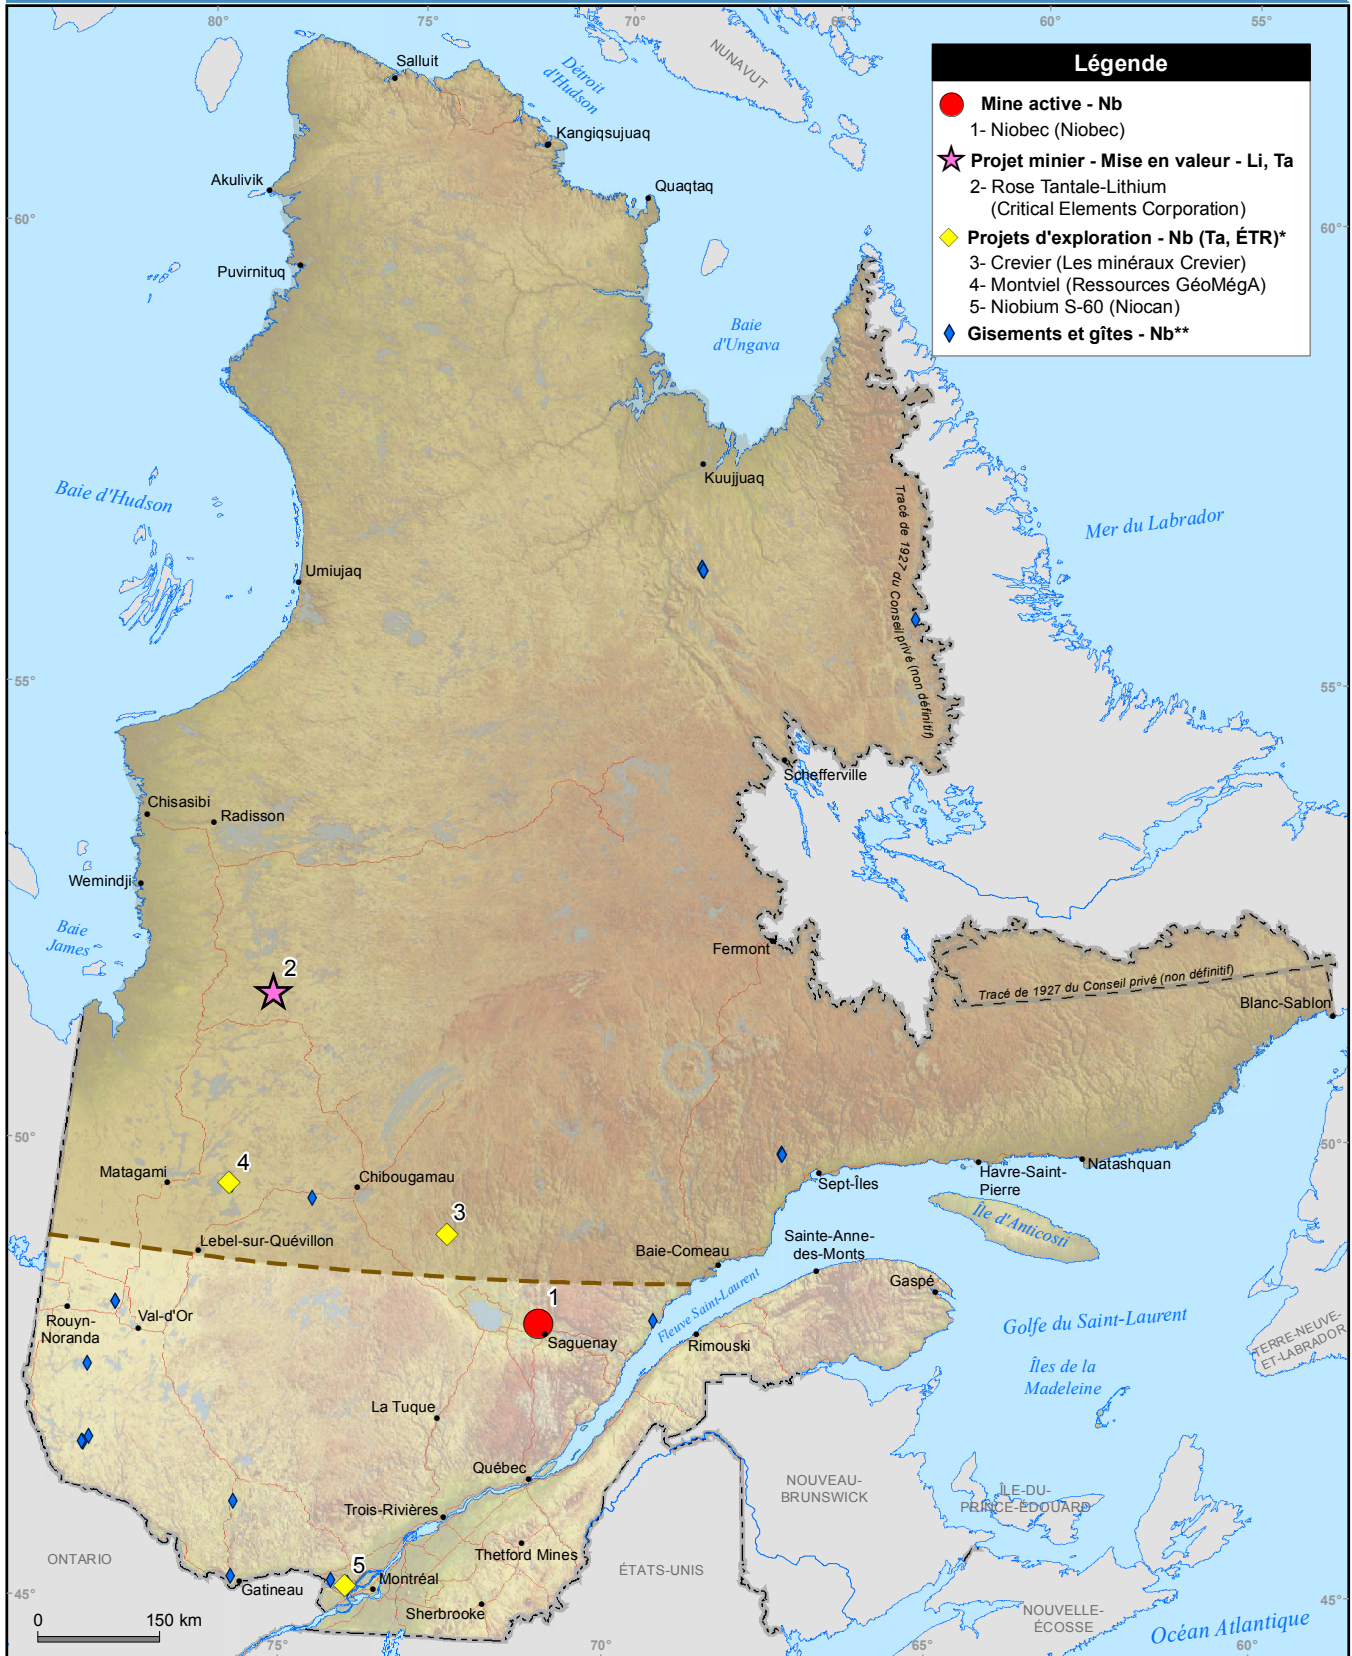 80°
75°
70°
65°
60°
55°
Légende
Mine active - Nb
1- Niobec (Niobec)
Projet minier - Mise en valeur - Li, Ta
2- Rose Tantale-Lithium
(Critical Elements Corporation)
Projets d'exploration - Nb (Ta, ÉTR)*
3- Crevier (Les minéraux Crevier)
4- Montviel (Ressources GéoMégA)
5- Niobium S-60 (Niocan)
Gisements et gîtes - Nb**
NUNAVUT
Détroit
d'Hudson
Salluit
Kangiqsujuaq
Akulivik
Quaqtaq
60°
60°
Puvirnituq
Baie
d'Ungava
Kuujjuaq
Baie d'Hudson
Mer du Labrador
Tracé de 1927 du Conseil privé (non définitif)
Umiujaq
55°
55°
Schefferville
Chisasibi
Radisson
Wemindji
Baie
James
Fermont
2
Tracé de 1927 du Conseil privé (non définitif)
Blanc-Sablon
50°
50°
Matagami
4
Chibougamau
3
Sept-Îles
Havre-Saint-
Pierre
Natashquan
Île d'Anticosti
Lebel-sur-Quévillon
Baie-Comeau
Sainte-Anne-
des-Monts
Gaspé
Fleuve Saint-Laurent
1
Rouyn-
Noranda
Val-d'Or
Saguenay
Rimouski
Golfe du Saint-Laurent
TERRE-NEUVE-
ET-LABRADOR
Îles de la
Madeleine
La Tuque
Québec
Trois-Rivières
NOUVEAU-
BRUNSWICK
ÎLE-DU-
PRINCE-ÉDOUARD
Thetford Mines
ONTARIO
5
Montréal
Gatineau
ÉTATS-UNIS
Sherbrooke
NOUVELLE-
ÉCOSSE
Océan Atlantique
45°
45°
0
150 km
75°
70°
65°
60°